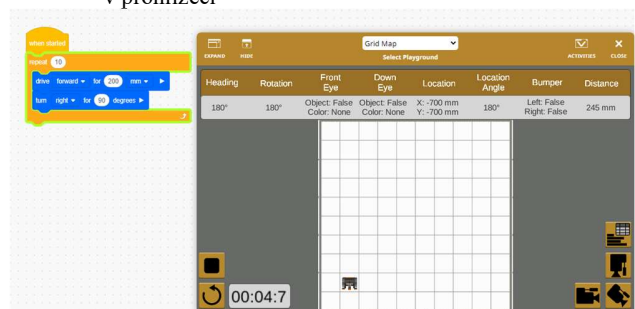 v prohlížeči
when started
repeat 10
drive forward for 200 mm
turn right for 90 degrees
EXPAND HIDE Grid Map Select Playground ACTIVITIES CLOSE
Heading Rotation Front Eye Down Eye Location Location Angle Bumper Distance
180° 180° Object: False Color: None Object: False Color: None X: -700 mm Y: -700 mm 180° Left: False Right: False 245 mm
00:04:7